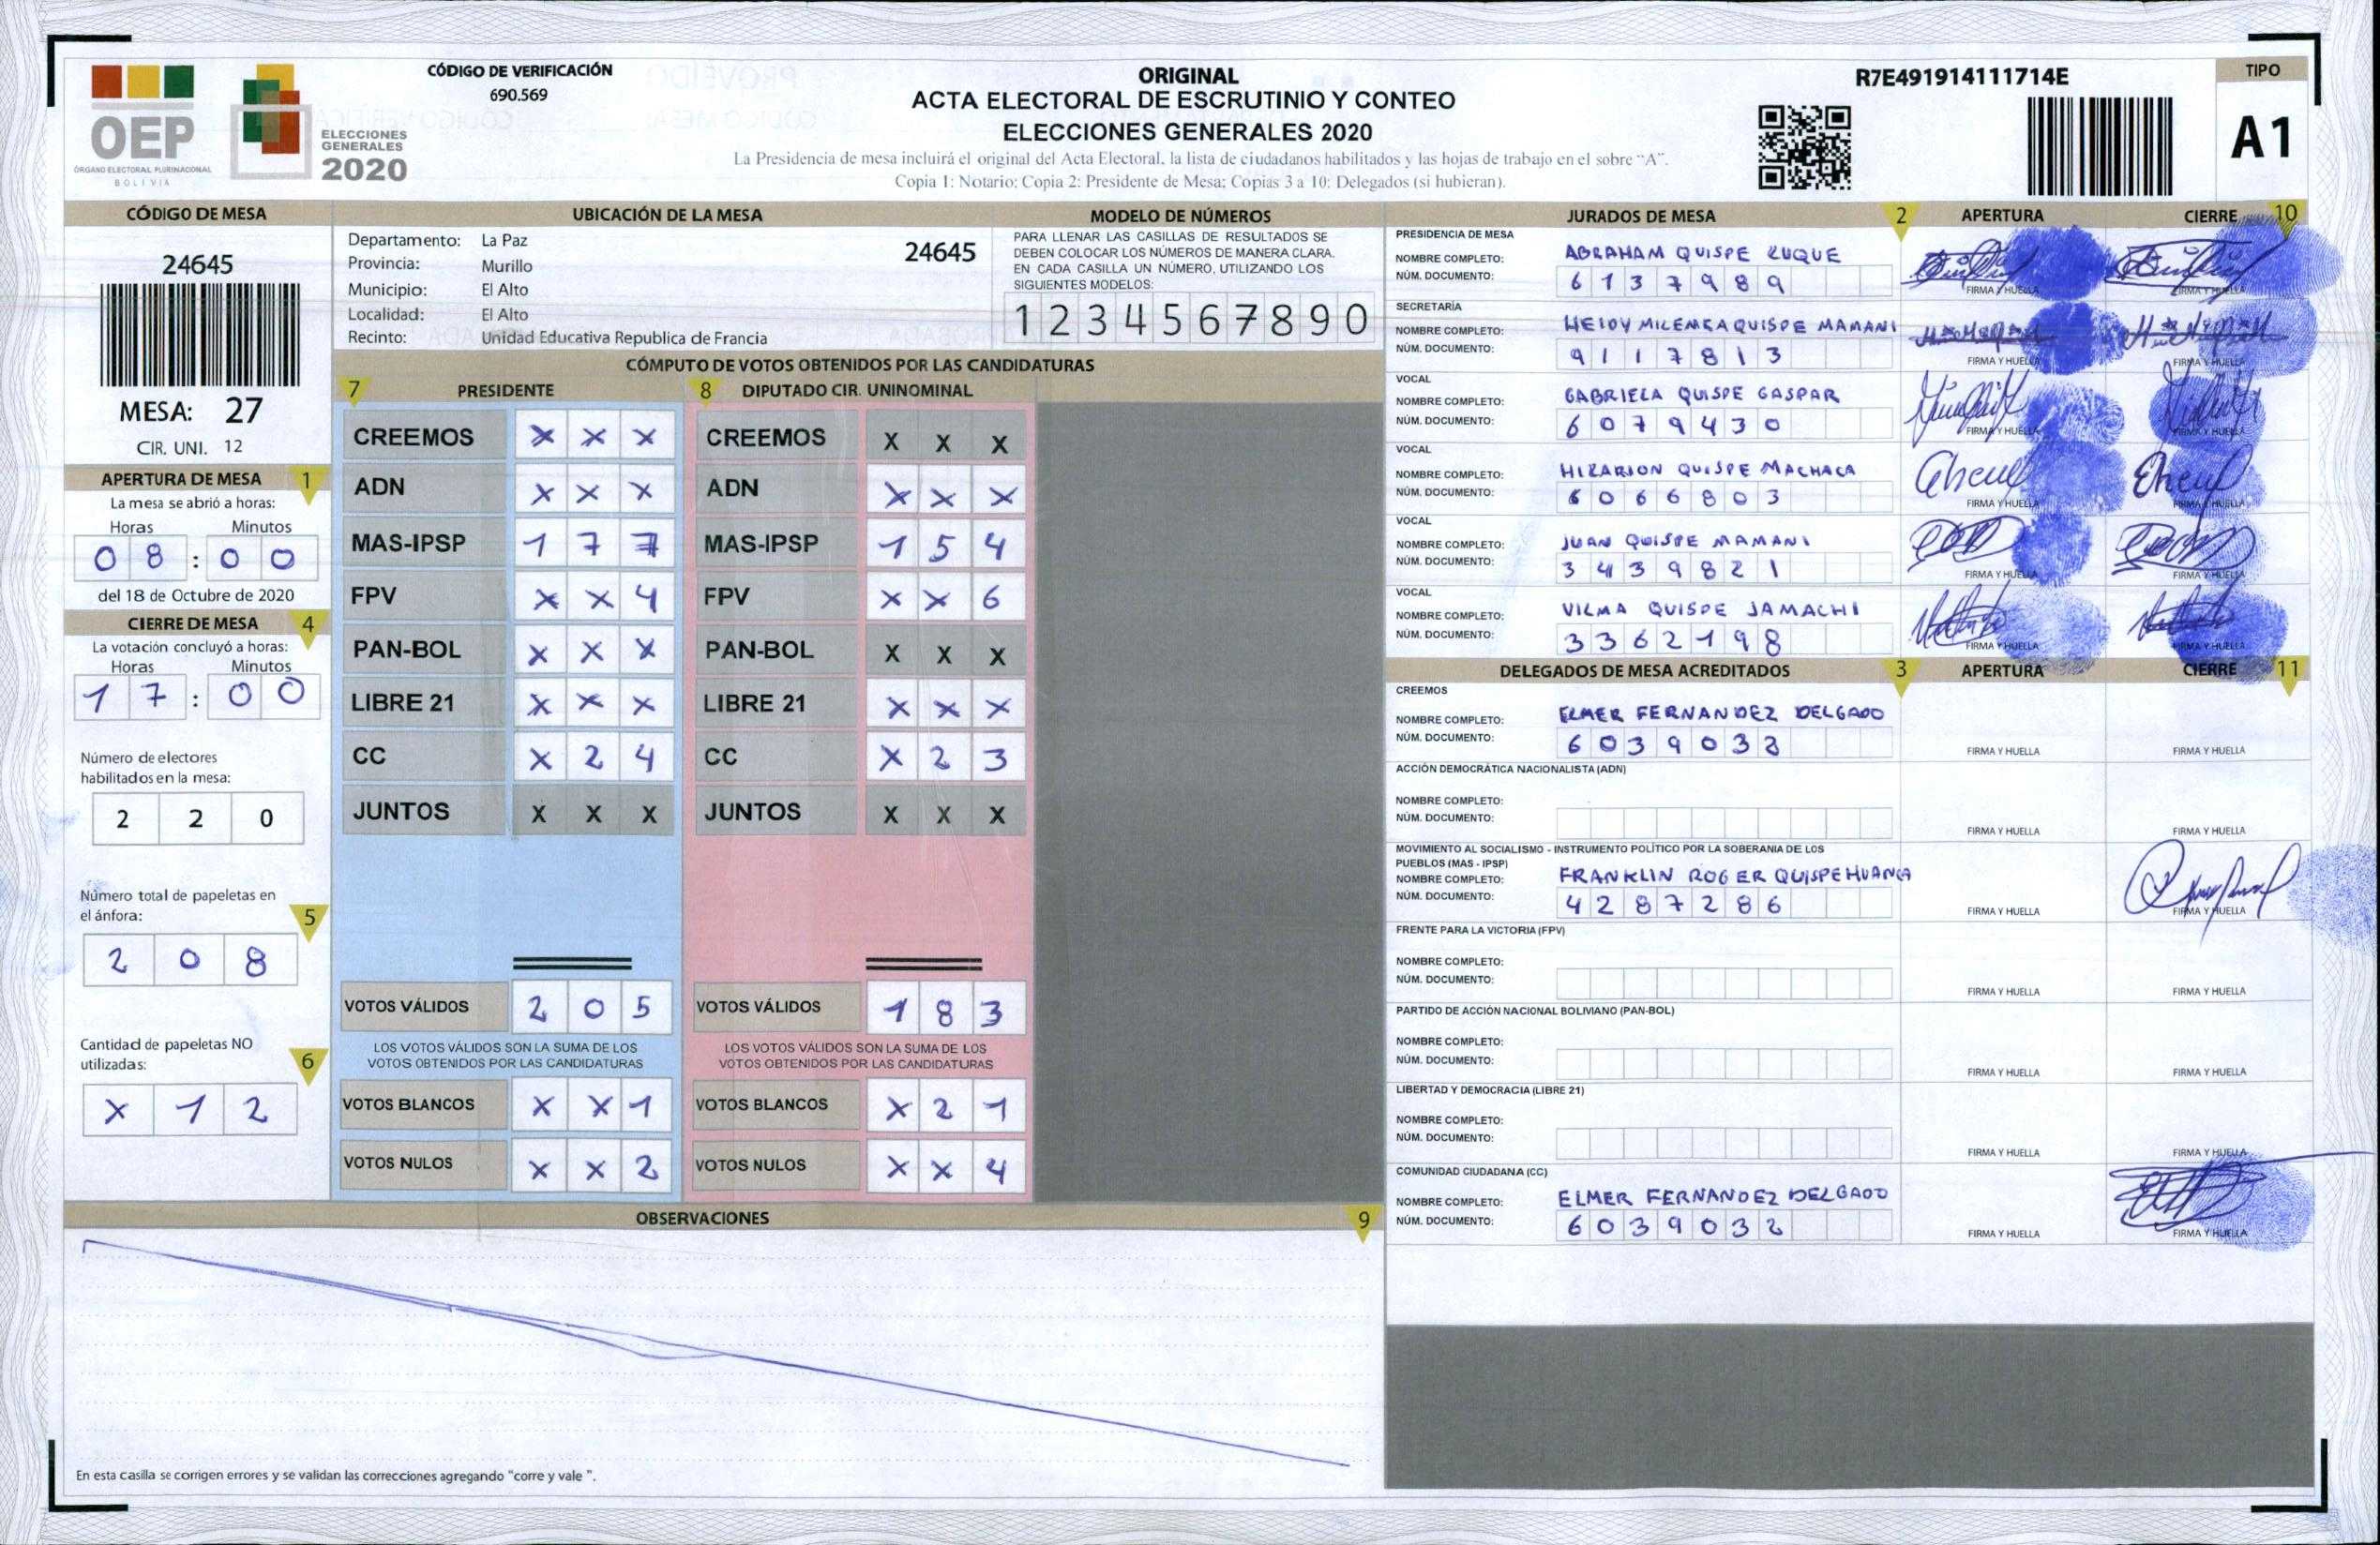 OEP
ÓRGANO ELECTORAL PLURINACIONAL
BOLIVIA
ELECCIONES
GENERALES
2020
CÓDIGO DE VERIFICACIÓN
690.569
ORIGINAL
ACTA ELECTORAL DE ESCRUTINIO Y CONTEO
ELECCIONES GENERALES 2020
La Presidencia de mesa incluirá el original del Acta Electoral, la lista de ciudadanos habilitados y las hojas de trabajo en el sobre "A".
Copia 1: Notario; Copia 2: Presidente de Mesa; Copias 3 a 10: Delegados (si hubieran).
R7E491914111714E
TIPO
A1
CÓDIGO DE MESA
24645
MESA: 27
CIR. UNI. 12
APERTURA DE MESA 1
La mesa se abrió a horas:
Horas Minutos
0 8 : 0 0
del 18 de Octubre de 2020
CIERRE DE MESA 4
La votación concluyó a horas:
Horas Minutos
1 7 : 0 0
Número de electores
habilitados en la mesa:
2 2 0
Número total de papeletas en
el ánfora: 5
2 0 8
Cantidad de papeletas NO
utilizadas: 6
X 1 2
UBICACIÓN DE LA MESA
Departamento: La Paz 24645
Provincia: Murillo
Municipio: El Alto
Localidad: El Alto
Recinto: Unidad Educativa Republica de Francia
MODELO DE NÚMEROS
PARA LLENAR LAS CASILLAS DE RESULTADOS SE
DEBEN COLOCAR LOS NÚMEROS DE MANERA CLARA.
EN CADA CASILLA UN NÚMERO, UTILIZANDO LOS
SIGUIENTES MODELOS:
1 2 3 4 5 6 7 8 9 0
CÓMPUTO DE VOTOS OBTENIDOS POR LAS CANDIDATURAS
7 PRESIDENTE 8 DIPUTADO CIR. UNINOMINAL
CREEMOS X X X CREEMOS X X X
ADN X X X ADN X X X
MAS-IPSP 1 7 7 MAS-IPSP 1 5 4
FPV X X 4 FPV X X 6
PAN-BOL X X X PAN-BOL X X X
LIBRE 21 X X X LIBRE 21 X X X
CC X 2 4 CC X 2 3
JUNTOS X X X JUNTOS X X X
VOTOS VÁLIDOS 2 0 5 VOTOS VÁLIDOS 1 8 3
LOS VOTOS VÁLIDOS SON LA SUMA DE LOS LOS VOTOS VÁLIDOS SON LA SUMA DE LOS
VOTOS OBTENIDOS POR LAS CANDIDATURAS VOTOS OBTENIDOS POR LAS CANDIDATURAS
VOTOS BLANCOS X X 1 VOTOS BLANCOS X 2 1
VOTOS NULOS X X 2 VOTOS NULOS X X 4
OBSERVACIONES 9
En esta casilla se corrigen errores y se validan las correcciones agregando "corre y vale ".
JURADOS DE MESA 2 APERTURA CIERRE 10
PRESIDENCIA DE MESA
NOMBRE COMPLETO: ABRAHAM QUISPE LUQUE
NÚM. DOCUMENTO: 6 1 3 7 9 8 9
FIRMA Y HUELLA FIRMA Y HUELLA
SECRETARÍA
NOMBRE COMPLETO: HEIDY MILENCA QUISPE MAMANI
NÚM. DOCUMENTO: 9 1 1 7 8 1 3
FIRMA Y HUELLA FIRMA Y HUELLA
VOCAL
NOMBRE COMPLETO: GABRIELA QUISPE GASPAR
NÚM. DOCUMENTO: 6 0 7 9 4 3 0
FIRMA Y HUELLA FIRMA Y HUELLA
VOCAL
NOMBRE COMPLETO: HILARION QUISPE MACHACA
NÚM. DOCUMENTO: 6 0 6 6 8 0 3
FIRMA Y HUELLA FIRMA Y HUELLA
VOCAL
NOMBRE COMPLETO: JUAN QUISPE MAMANI
NÚM. DOCUMENTO: 3 4 3 9 8 2 1
FIRMA Y HUELLA FIRMA Y HUELLA
VOCAL
NOMBRE COMPLETO: VILMA QUISPE JAMACHI
NÚM. DOCUMENTO: 3 3 6 2 1 9 8
FIRMA Y HUELLA FIRMA Y HUELLA
DELEGADOS DE MESA ACREDITADOS 3 APERTURA CIERRE 11
CREEMOS
NOMBRE COMPLETO: ELMER FERNANDEZ DELGADO
NÚM. DOCUMENTO: 6 0 3 9 0 3 2
FIRMA Y HUELLA FIRMA Y HUELLA
ACCIÓN DEMOCRÁTICA NACIONALISTA (ADN)
NOMBRE COMPLETO:
NÚM. DOCUMENTO:
FIRMA Y HUELLA FIRMA Y HUELLA
MOVIMIENTO AL SOCIALISMO - INSTRUMENTO POLÍTICO POR LA SOBERANIA DE LOS
PUEBLOS (MAS - IPSP)
NOMBRE COMPLETO: FRANKLIN ROGER QUISPE HUANCA
NÚM. DOCUMENTO: 4 2 8 7 2 8 6
FIRMA Y HUELLA FIRMA Y HUELLA
FRENTE PARA LA VICTORIA (FPV)
NOMBRE COMPLETO:
NÚM. DOCUMENTO:
FIRMA Y HUELLA FIRMA Y HUELLA
PARTIDO DE ACCIÓN NACIONAL BOLIVIANO (PAN-BOL)
NOMBRE COMPLETO:
NÚM. DOCUMENTO:
FIRMA Y HUELLA FIRMA Y HUELLA
LIBERTAD Y DEMOCRACIA (LIBRE 21)
NOMBRE COMPLETO:
NÚM. DOCUMENTO:
FIRMA Y HUELLA FIRMA Y HUELLA
COMUNIDAD CIUDADANA (CC)
NOMBRE COMPLETO: ELMER FERNANDEZ DELGADO
NÚM. DOCUMENTO: 6 0 3 9 0 3 2
FIRMA Y HUELLA FIRMA Y HUELLA